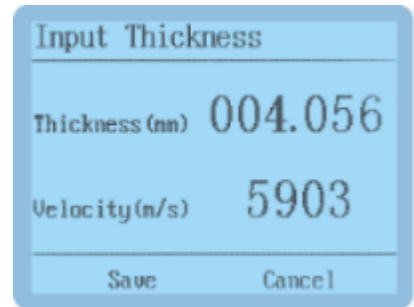 Input Thickness
Thickness(mm) 004.056
Velocity(m/s) 5903
Save Cancel